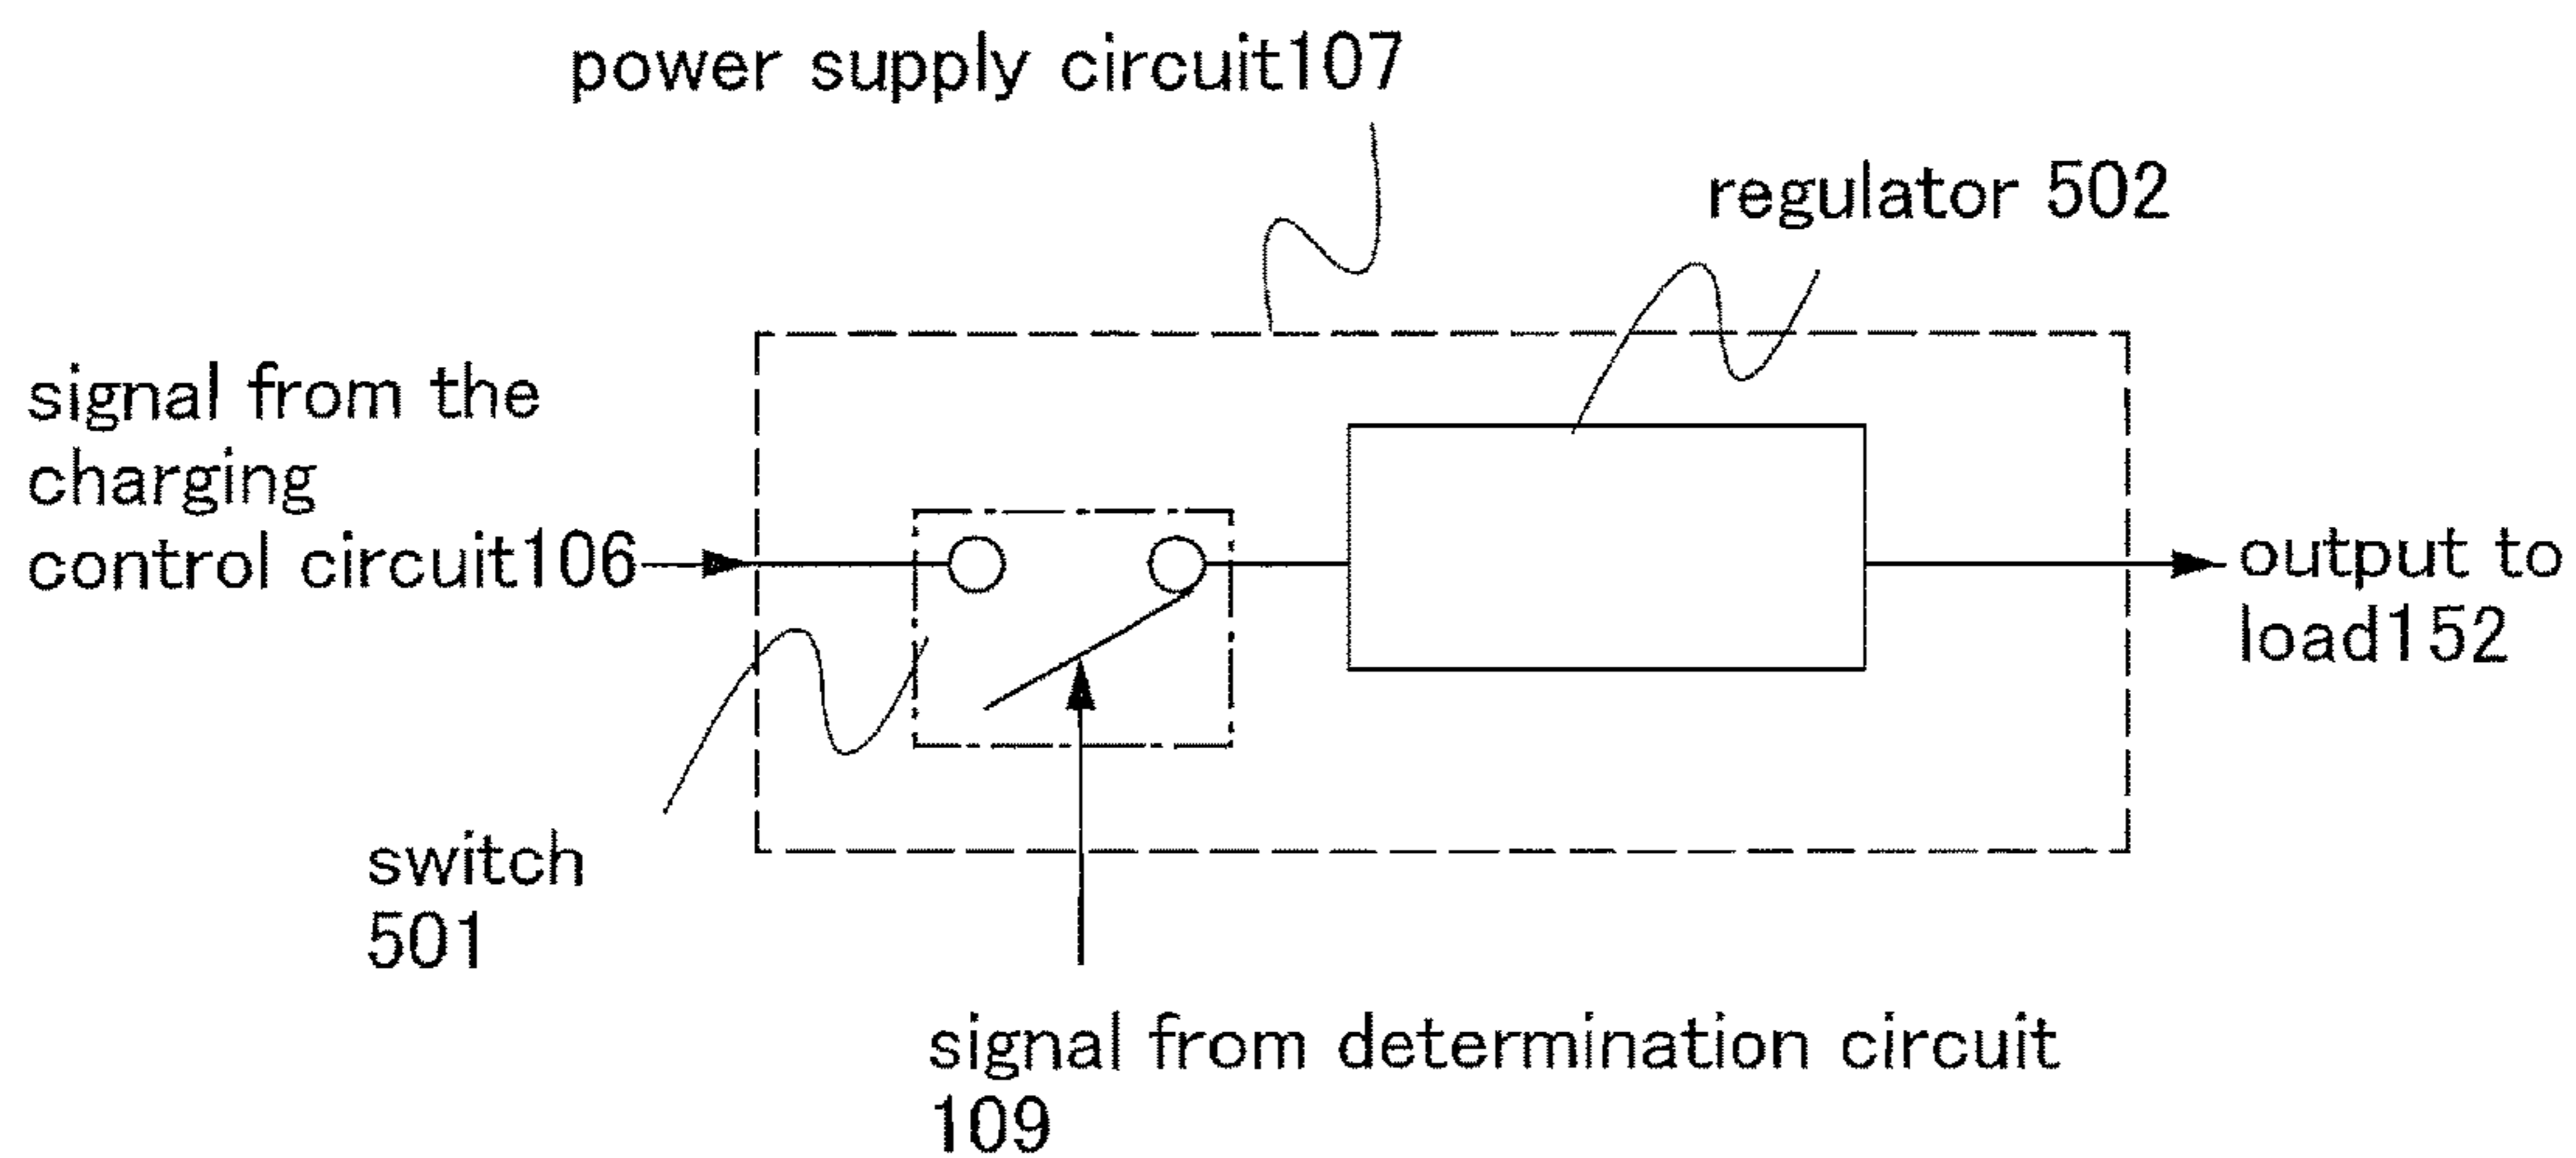 power supply circuit107
regulator 502
signal from the
charging
control circuit106
output to
load152
switch
501
signal from determination circuit
109